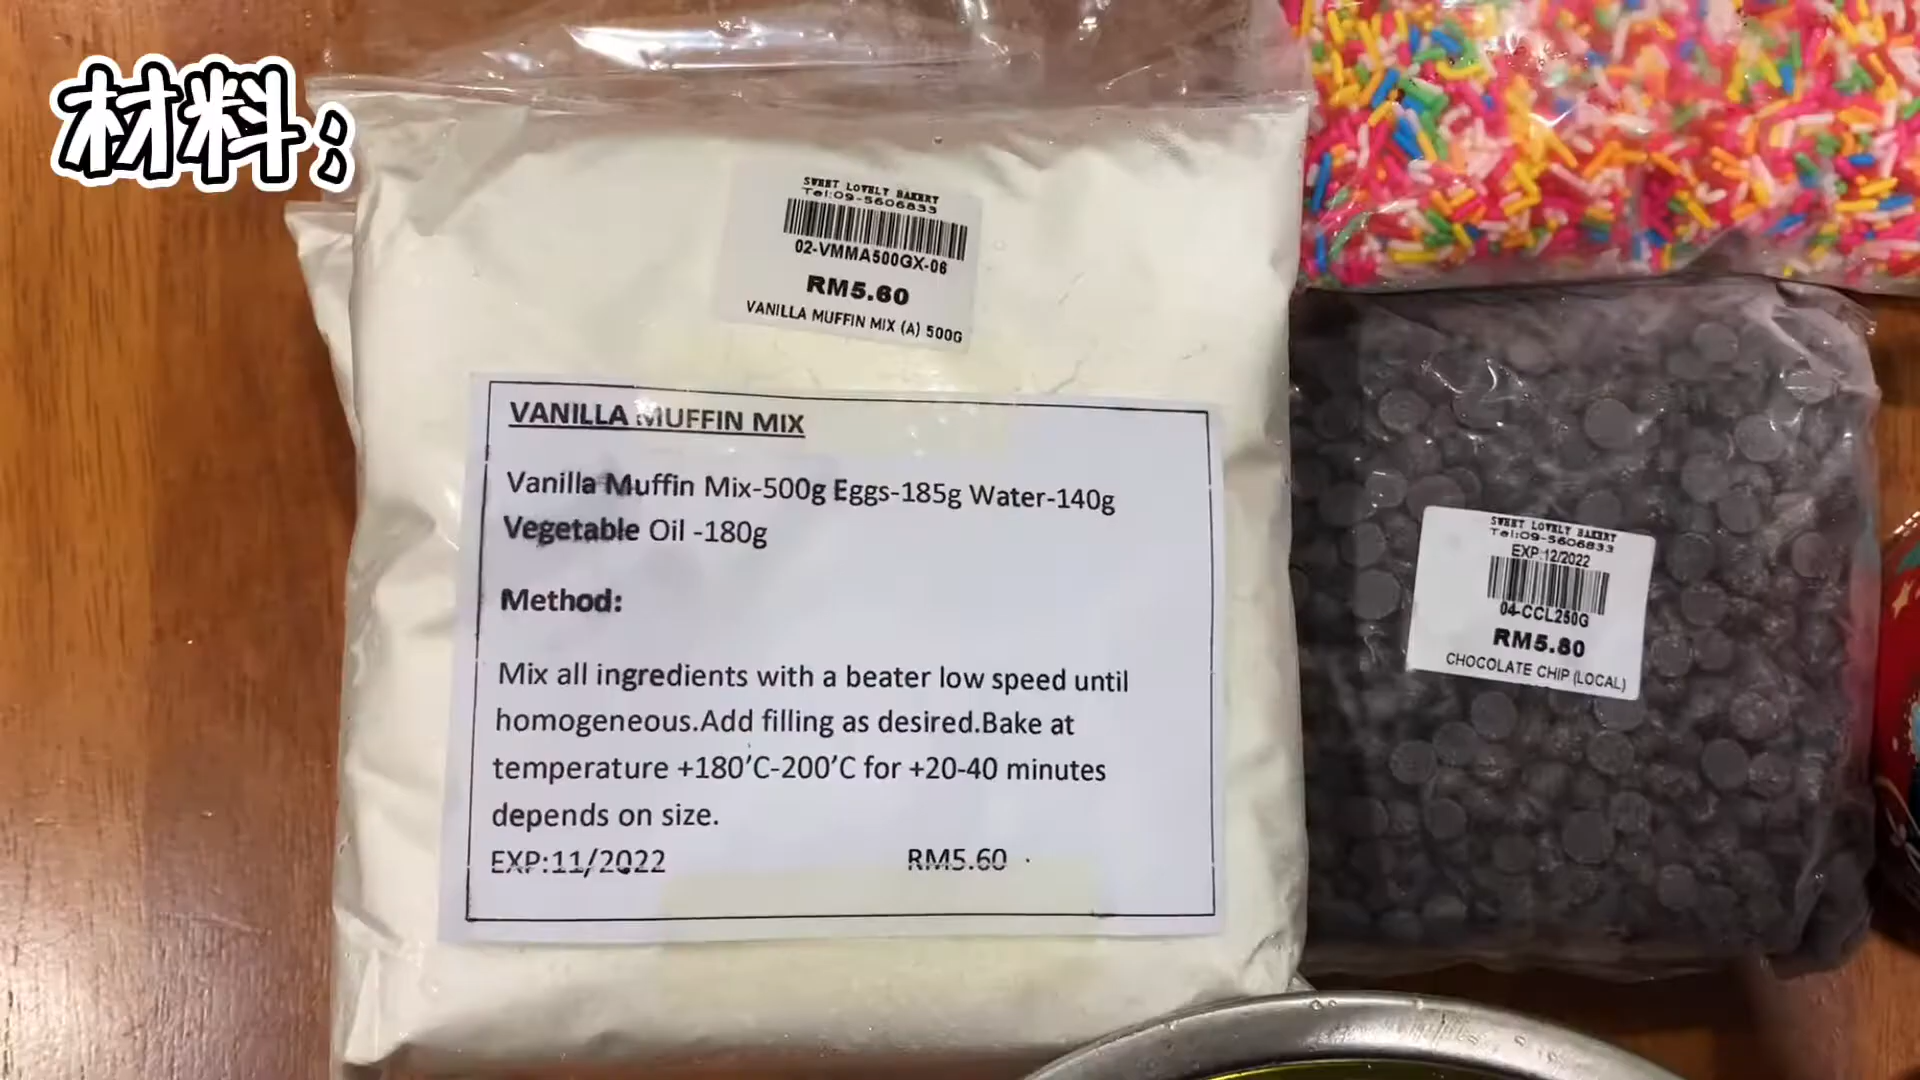 材料：
SWEET LOVELY BAKERY
Tel:09-5606833
02-VMMA500GX-06
RM5.60
VANILLA MUFFIN MIX (A) 500G
VANILLA MUFFIN MIX
Vanilla Muffin Mix-500g Eggs-185g Water-140g
Vegetable Oil -180g
Method:
Mix all ingredients with a beater low speed until
homogeneous.Add filling as desired.Bake at
temperature +180’C-200’C for +20-40 minutes
depends on size.
EXP:11/2022 RM5.60
SWEET LOVELY BAKERY
Tel:09-5606833
EXP:12/2022
04-CCL250G
RM5.80
CHOCOLATE CHIP (LOCAL)